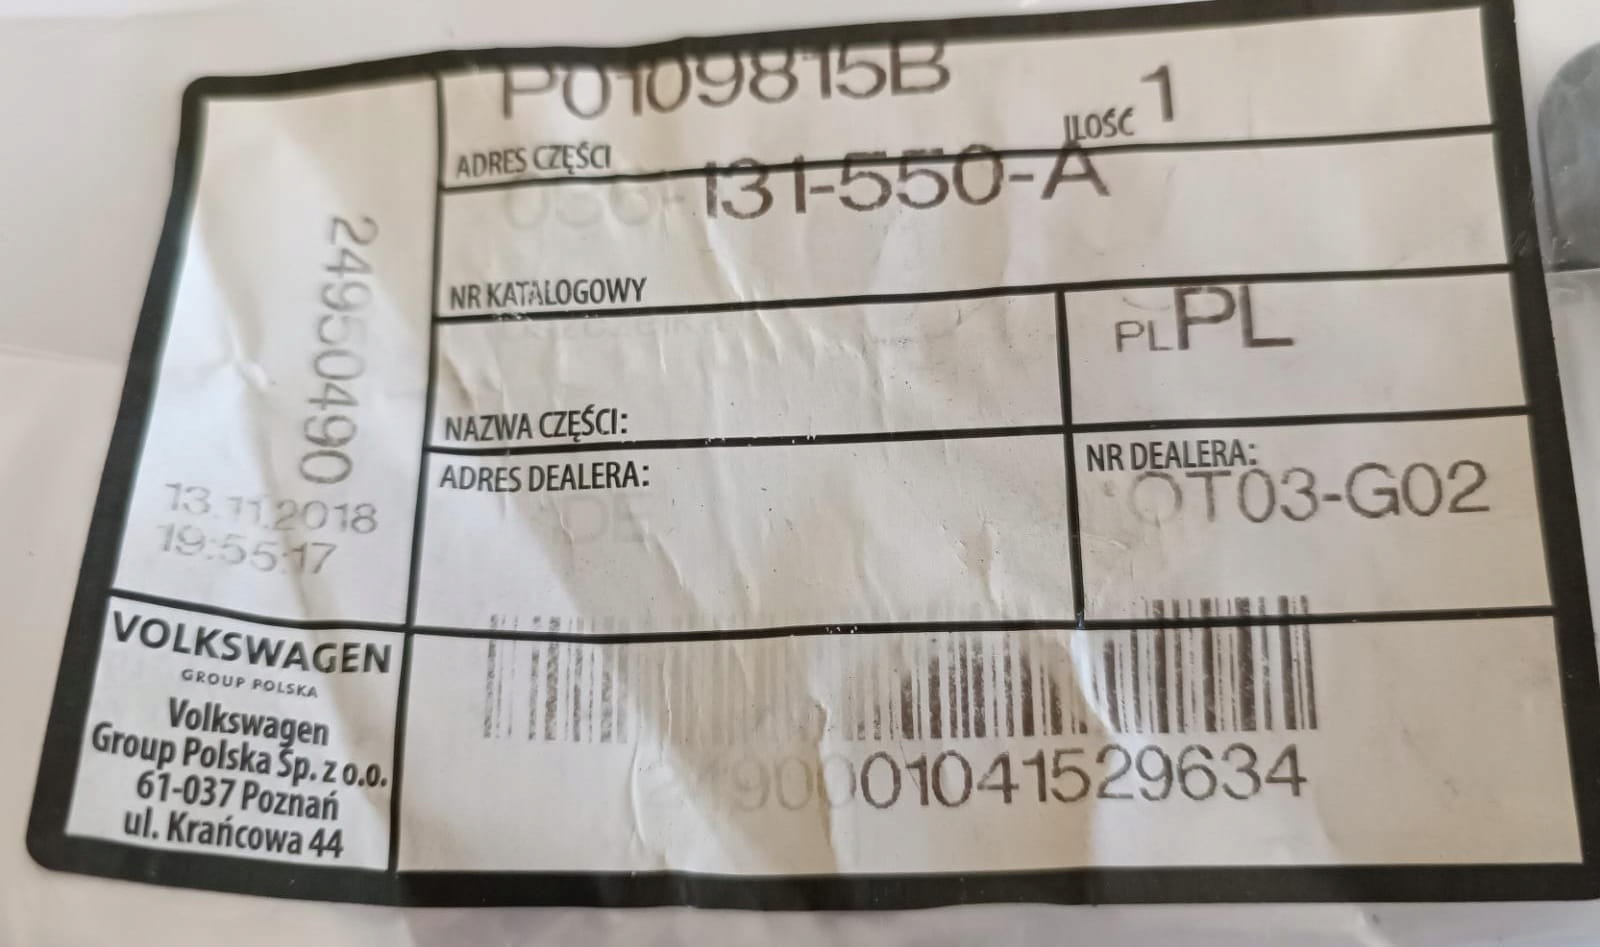 P0109815B
ILOŚĆ 1
ADRES CZĘŚCI
036-131-550-A
NR KATALOGOWY
PL PL
NAZWA CZĘŚCI:
ADRES DEALERA:
NR DEALERA:
OT03-G02
24950490
13.11.2018
19:55:17
VOLKSWAGEN
GROUP POLSKA
Volkswagen
Group Polska Sp. z o.o.
61-037 Poznań
ul. Krańcowa 44